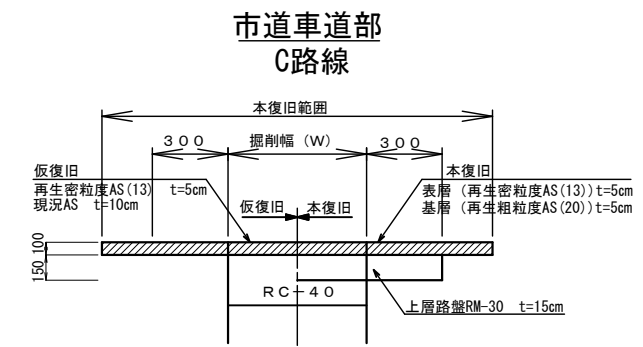 市道車道部
C路線
本復旧範囲
300
掘削幅（W）
300
仮復旧
再生密粒度AS(13) t=5cm
現況AS t=10cm
本復旧
表層（再生密粒度AS(13)）t=5cm
基層（再生粗粒度AS(20)）t=5cm
仮復旧
本復旧
100
150
RC－40
上層路盤RM-30 t=15cm